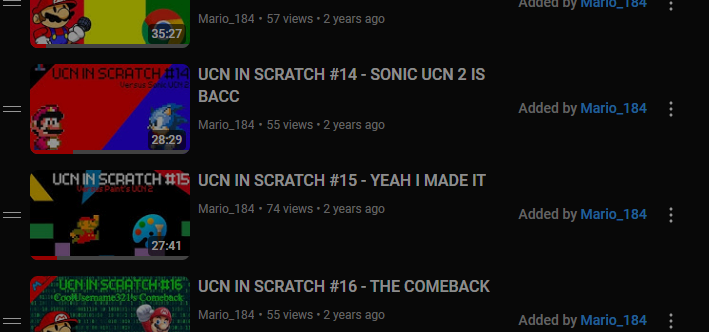 Mario_184 • 57 views • 2 years ago
Added by Mario_184
35:27
UCN IN SCRATCH #14
Versus Sonic UCN 2
28:29
UCN IN SCRATCH #14 - SONIC UCN 2 IS
BACC
Mario_184 • 55 views • 2 years ago
Added by Mario_184
UCN IN SCRATCH #15
Versus Paint's UCN 2
27:41
UCN IN SCRATCH #15 - YEAH I MADE IT
Mario_184 • 74 views • 2 years ago
Added by Mario_184
UCN IN SCRATCH #16
CoolUsername321's Comeback
UCN IN SCRATCH #16 - THE COMEBACK
Mario_184 • 55 views • 2 years ago
Added by Mario_184